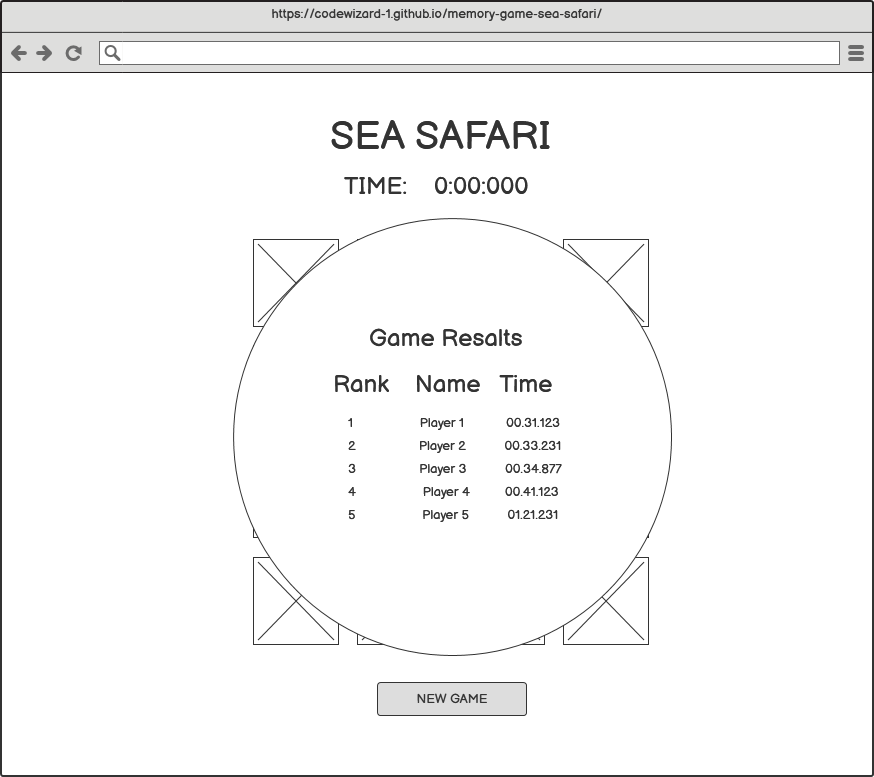 https://codewizard-1.github.io/memory-game-sea-safari/
SEA SAFARI
TIME: 0:00:000
Game Resalts
Rank Name Time
1 Player 1 00.31.123
2 Player 2 00.33.231
3 Player 3 00.34.877
4 Player 4 00.41.123
5 Player 5 01.21.231
NEW GAME